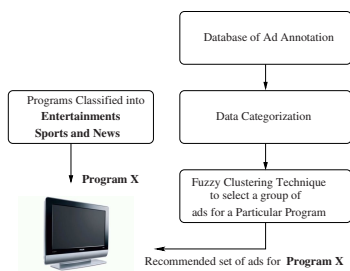 Database of Ad Annotation
Programs Classified into
Entertainments
Sports and News
Data Categorization
Program X
Fuzzy Clustering Technique
to select a group of
ads for a Particular Program
Recommended set of ads for Program X